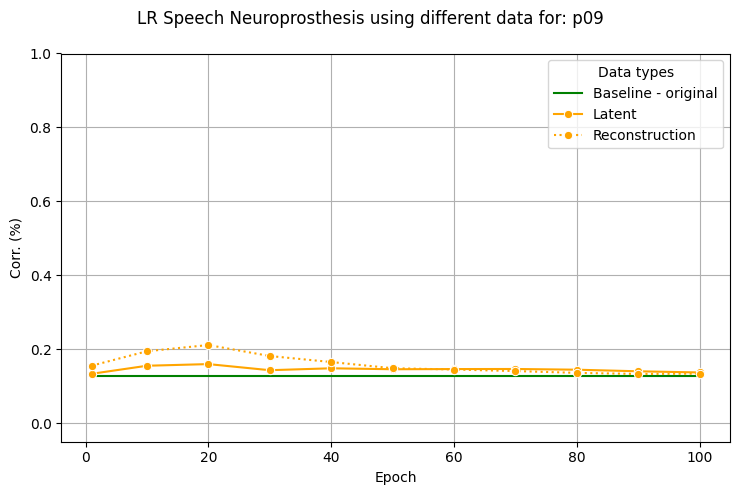 LR Speech Neuroprosthesis using different data for: p09
Data types
Baseline - original
Latent
Reconstruction
Corr. (%)
1.0
0.8
0.6
0.4
0.2
0.0
0
20
40
60
80
100
Epoch